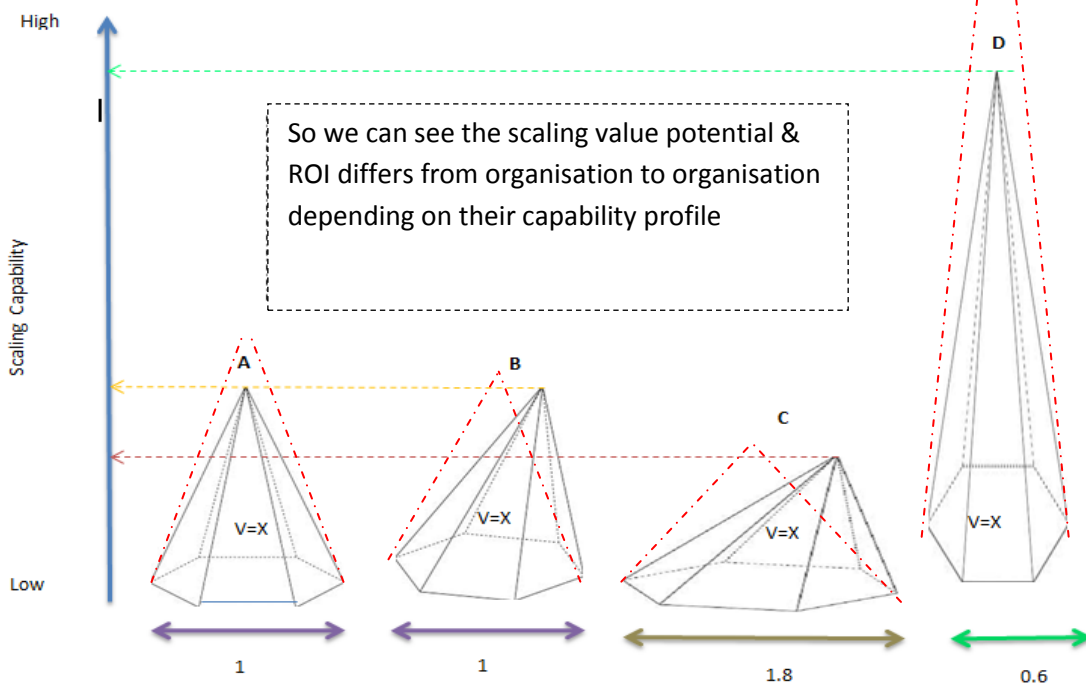 High
D
So we can see the scaling value potential &
ROI differs from organisation to organisation
depending on their capability profile
Scaling Capability
A
B
C
V=X
V=X
V=X
V=X
Low
1
1
1.8
0.6